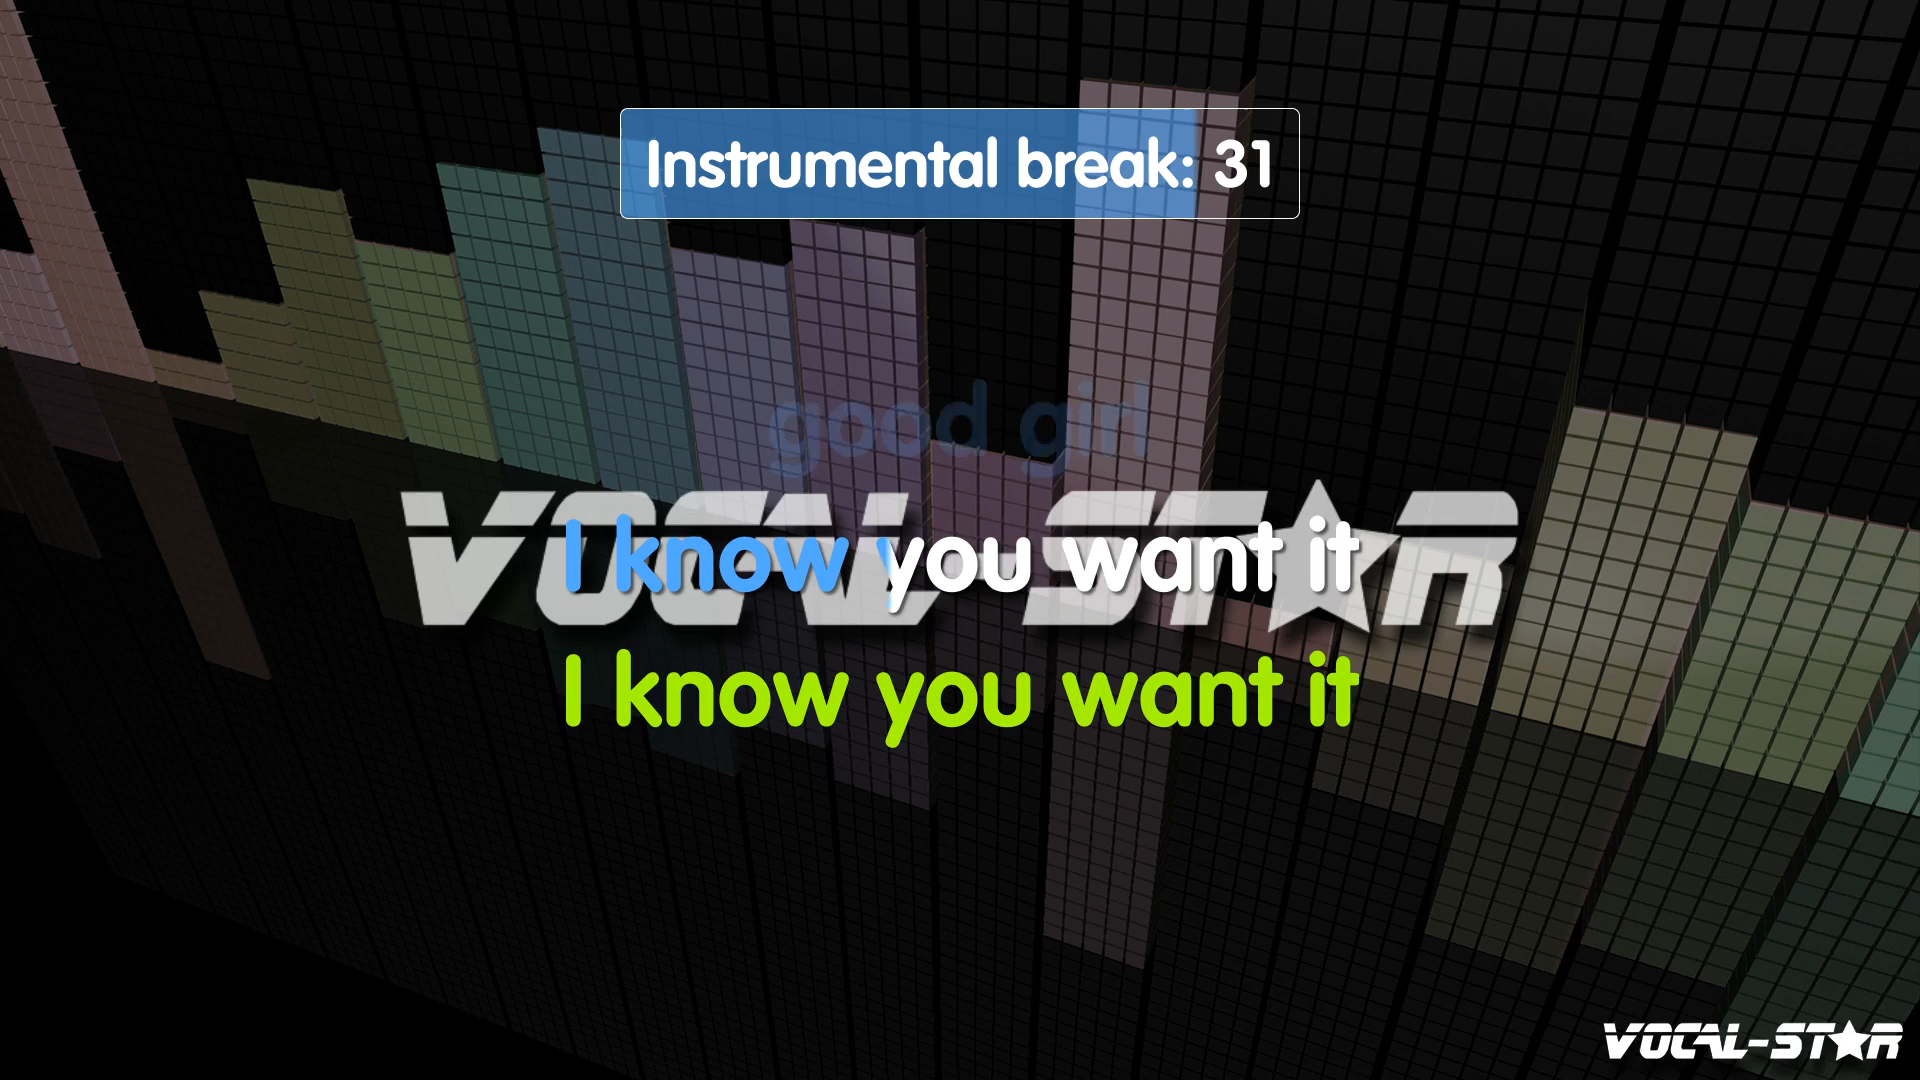 Instrumental break: 31
good girl
VOCAL-STAR
I know you want it
I know you want it
VOCAL-STAR